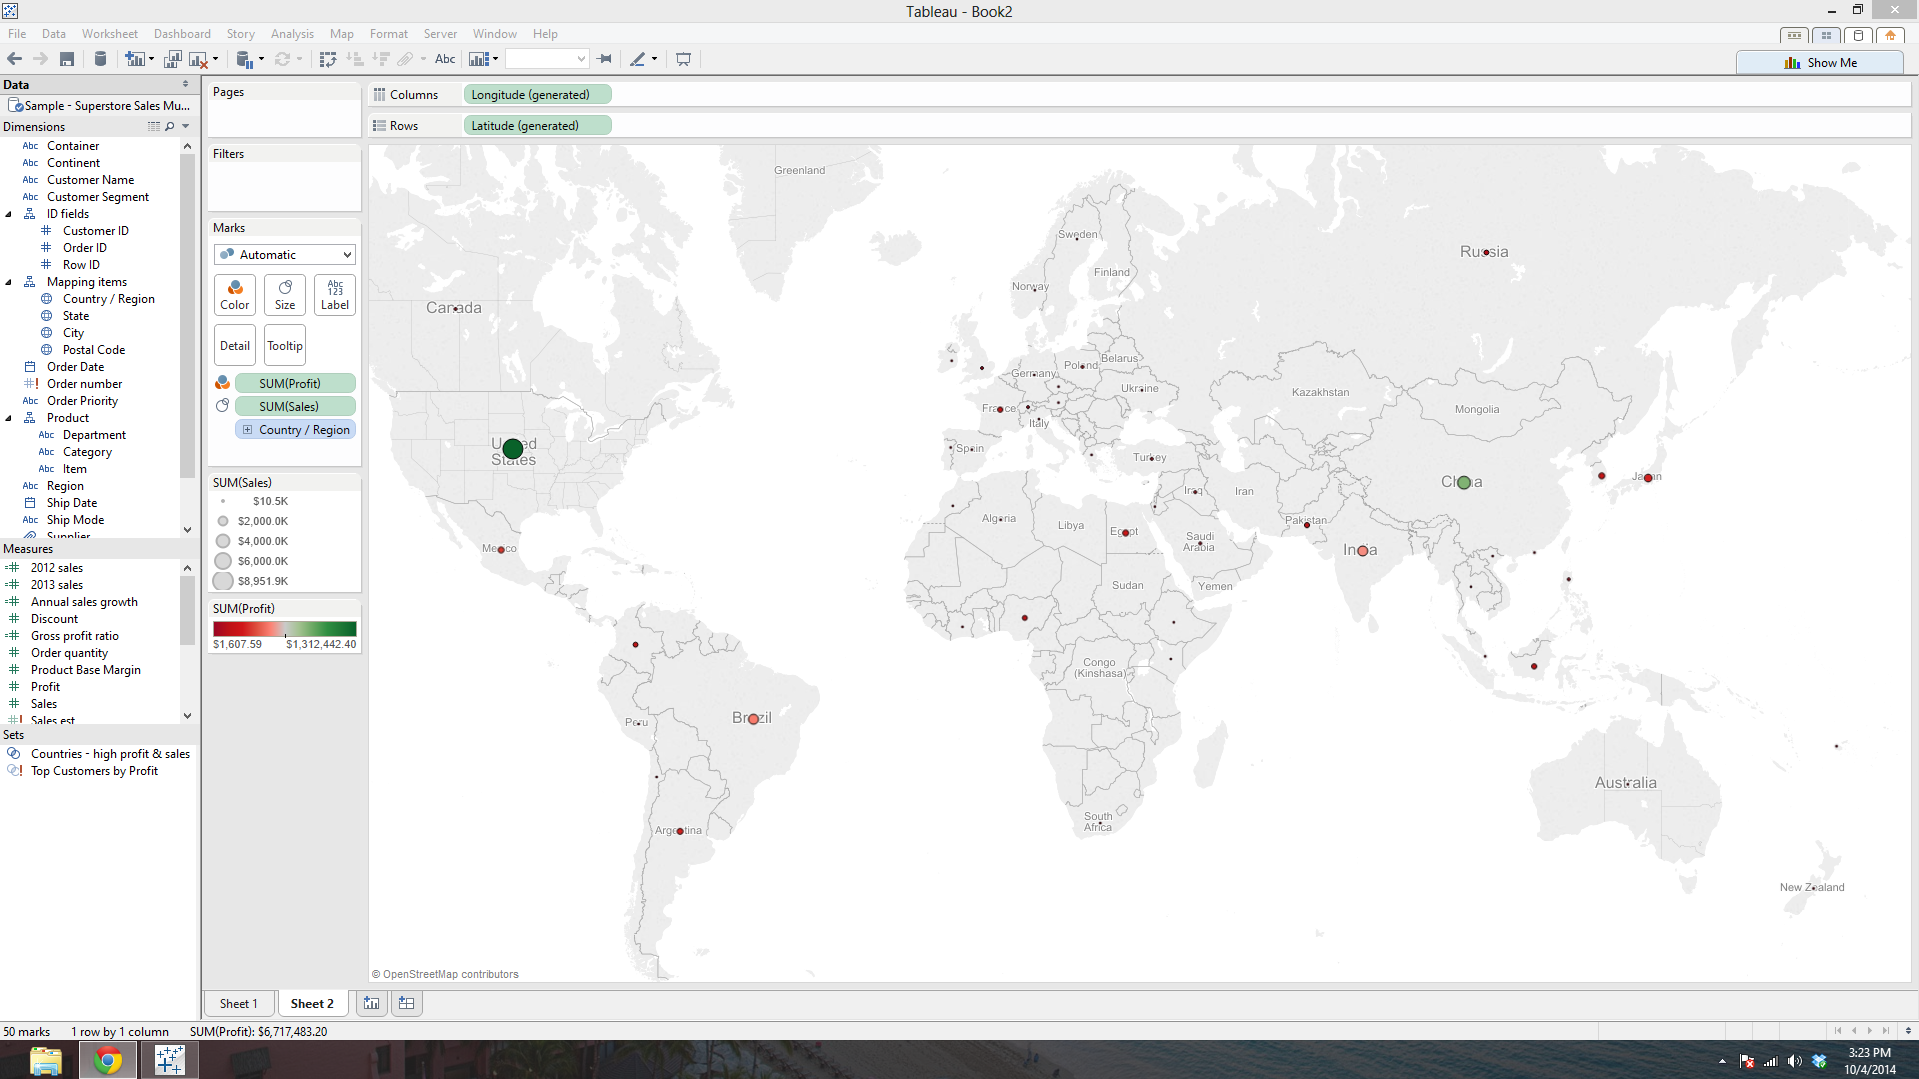 Tableau - Book2
File Data Worksheet Dashboard Story Analysis Map Format Server Window Help
Abc
Show Me
Data
Sample - Superstore Sales Mu...
Dimensions
Abc Container
Abc Continent
Abc Customer Name
Abc Customer Segment
ID fields
Customer ID
Order ID
Row ID
Mapping items
Country / Region
State
City
Postal Code
Order Date
Order number
Abc Order Priority
Product
Abc Department
Abc Category
Abc Item
Abc Region
Ship Date
Abc Ship Mode
Supplier
Measures
2012 sales
2013 sales
Annual sales growth
Discount
Gross profit ratio
Order quantity
Product Base Margin
Profit
Sales
Sales est
Sets
Countries - high profit & sales
Top Customers by Profit
Pages
Filters
Marks
Automatic
Color Size Abc 123 Label
Detail Tooltip
SUM(Profit)
SUM(Sales)
Country / Region
SUM(Sales)
$10.5K
$2,000.0K
$4,000.0K
$6,000.0K
$8,951.9K
SUM(Profit)
$1,607.59 $1,312,442.40
Columns Longitude (generated)
Rows Latitude (generated)
Greenland
Sweden
Russia
Finland
Norway
Canada
Belarus
Poland
Germany
Ukraine
Kazakhstan
Mongolia
France
Italy
United
States
Spain
Turkey
Japan
China
Iraq
Iran
Algeria
Libya
Egypt
Pakistan
Saudi
Arabia
India
Mexico
Sudan
Yemen
Congo
(Kinshasa)
Brazil
Peru
Australia
South
Africa
Argentina
New Zealand
© OpenStreetMap contributors
Sheet 1 Sheet 2
50 marks 1 row by 1 column SUM(Profit): $6,717,483.20
3:23 PM
10/4/2014